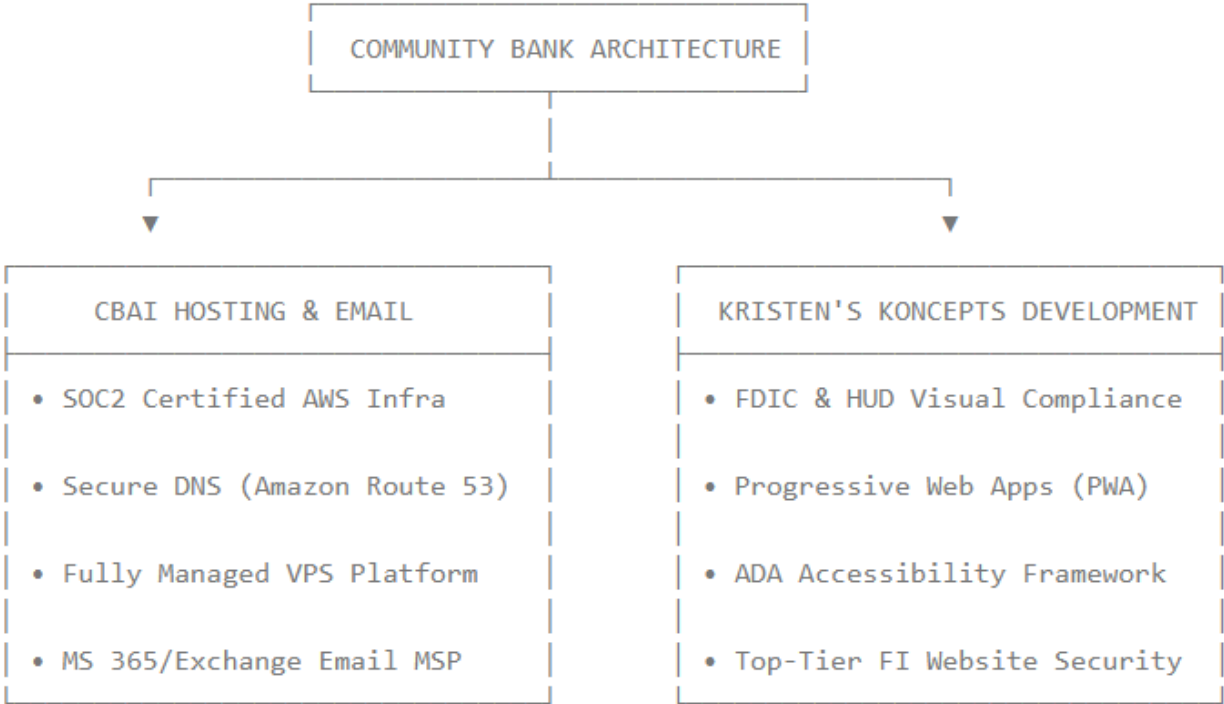 COMMUNITY BANK ARCHITECTURE
CBAI HOSTING & EMAIL
• SOC2 Certified AWS Infra
• Secure DNS (Amazon Route 53)
• Fully Managed VPS Platform
• MS 365/Exchange Email MSP
KRISTEN'S KONCEPTS DEVELOPMENT
• FDIC & HUD Visual Compliance
• Progressive Web Apps (PWA)
• ADA Accessibility Framework
• Top-Tier FI Website Security